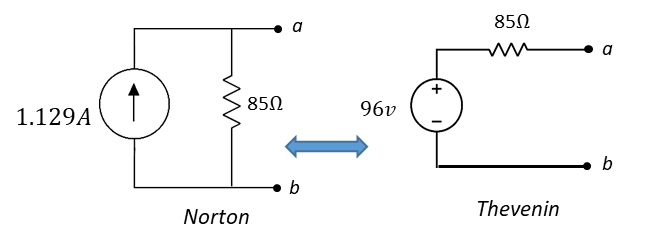 85Ω
a
a
+
85Ω
96v
1.129A
−
b
b
Thevenin
Norton